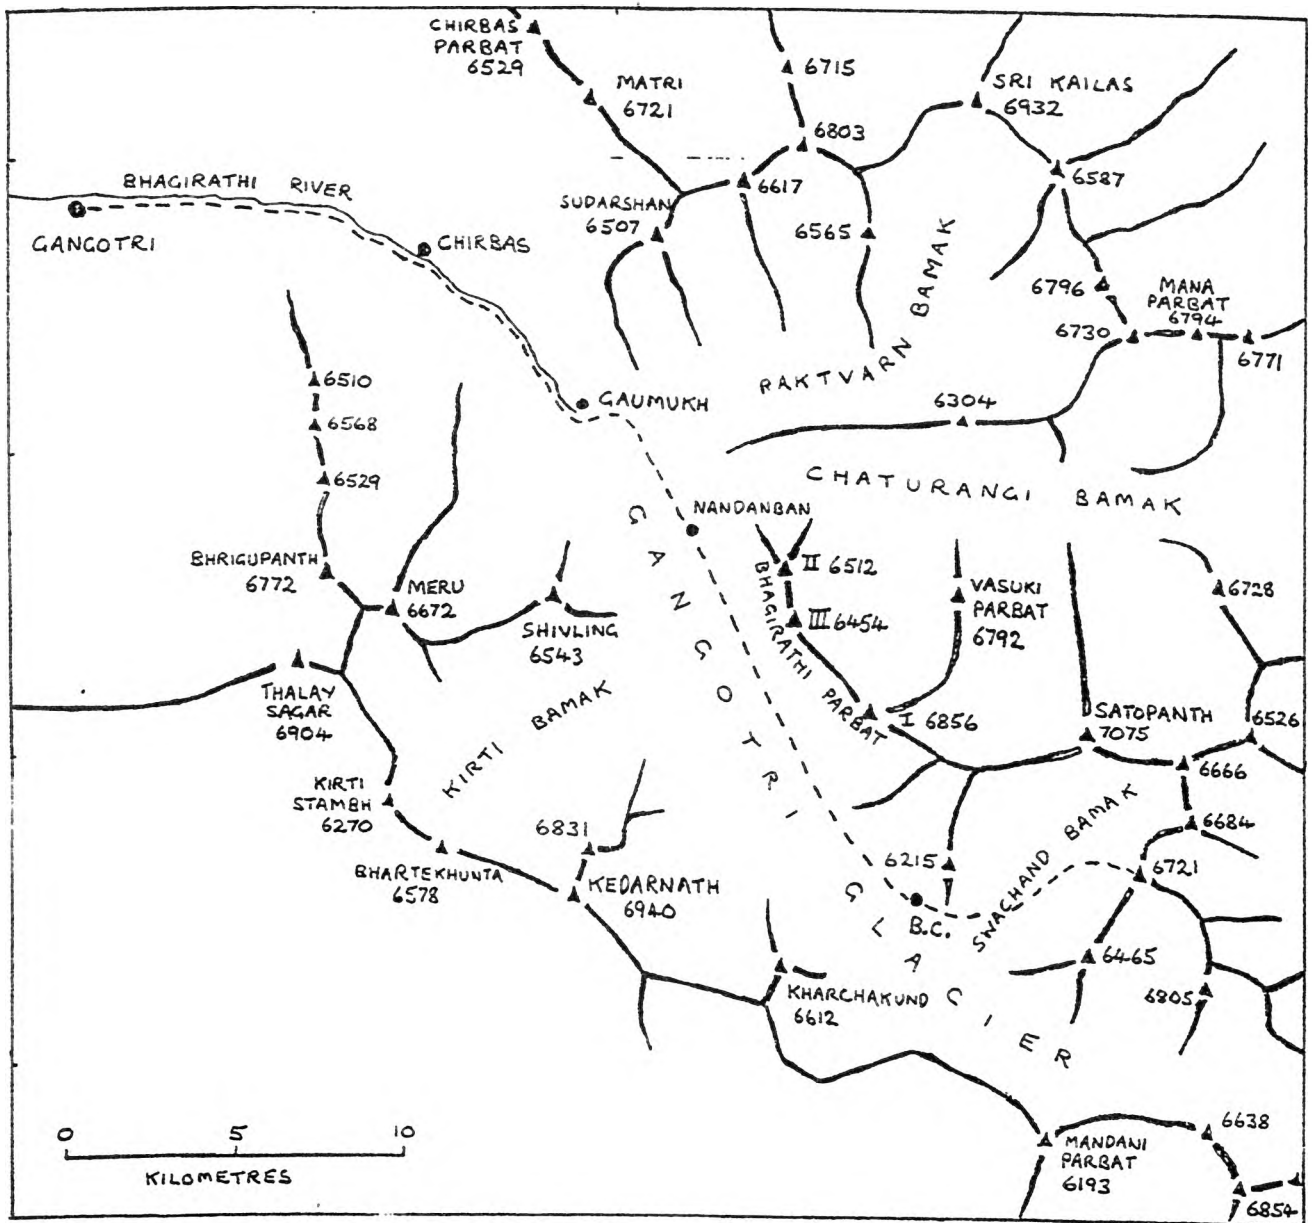 CHIRBAS
PARBAT
6529
MATRI
6721
6715
6803
SRI KAILAS
6932
6617
6587
BHAGIRATHI RIVER
GANGOTRI
CHIRBAS
SUDARSHAN
6507
6565
RAKTVARN BAMAK
6796
MANA
PARBAT
6794
6730
6771
6510
6568
6529
GAUMUKH
6304
CHATURANGI BAMAK
NANDANBAN
GANGOTRI GLACIER
BHRIGUPANTH
6772
MERU
6672
SHIVLING
6543
BHAGIRATHI PARBAT
II 6512
III 6454
I 6856
VASUKI
PARBAT
6792
6728
THALAY
SAGAR
6904
KIRTI BAMAK
SATOPANTH
7075
6526
6666
6684
KIRTI
STAMBH
6270
6831
BHARTEKHUNTA
6578
KEDARNATH
6940
6215
SWACHAND BAMAK
6721
B.C.
6465
6805
KHARCHAKUND
6612
MANDANI
PARBAT
6193
6638
6854
0 5 10
KILOMETRES